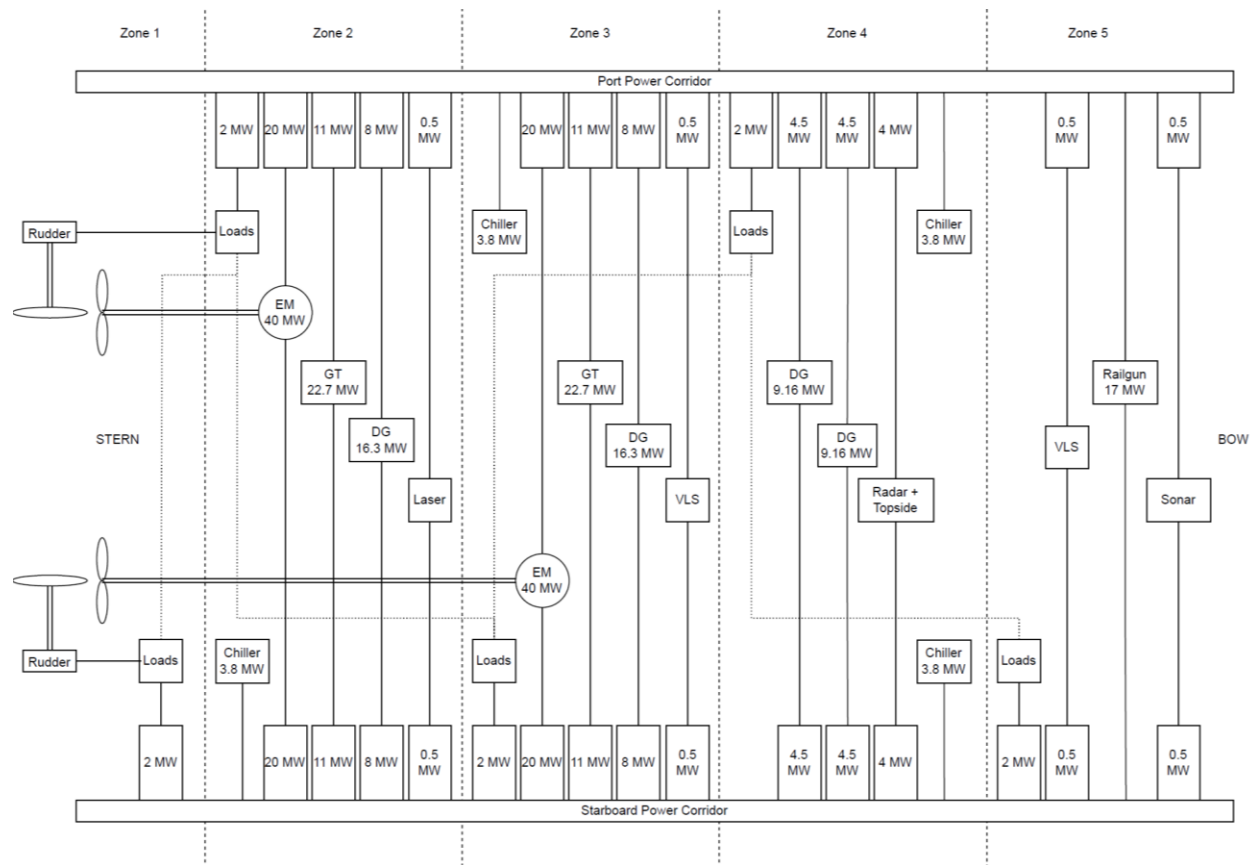 Zone 1
Zone 2
Zone 3
Zone 4
Zone 5
Port Power Corridor
2 MW
20 MW
11 MW
8 MW
0.5
MW
20 MW
11 MW
8 MW
0.5
MW
2 MW
4.5
MW
4.5
MW
4 MW
0.5
MW
0.5
MW
Rudder
Loads
Chiller
3.8 MW
Loads
Chiller
3.8 MW
EM
40 MW
GT
22.7 MW
GT
22.7 MW
DG
9.16 MW
Railgun
17 MW
STERN
DG
16.3 MW
DG
16.3 MW
DG
9.16 MW
VLS
BOW
Laser
VLS
Radar +
Topside
Sonar
EM
40 MW
Rudder
Loads
Chiller
3.8 MW
Loads
Chiller
3.8 MW
Loads
2 MW
20 MW
11 MW
8 MW
0.5
MW
2 MW
20 MW
11 MW
8 MW
0.5
MW
4.5
MW
4.5
MW
4 MW
2 MW
0.5
MW
0.5
MW
Starboard Power Corridor